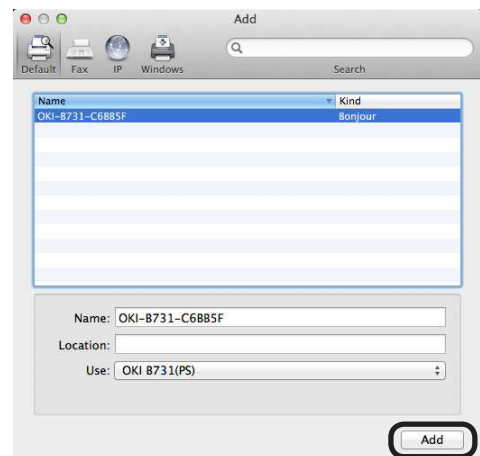 Add
Default Fax IP Windows Search
Name Kind
OKI-B731-C6BB5F Bonjour
Name: OKI-B731-C6BB5F
Location:
Use: OKI B731(PS)
Add